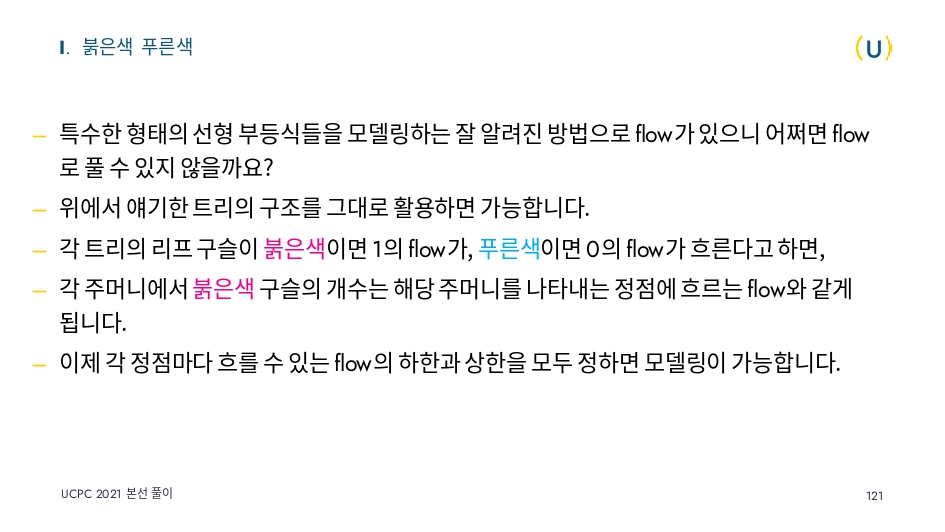 I. 붉은색 푸른색
(U)
– 특수한 형태의 선형 부등식들을 모델링하는 잘 알려진 방법으로 flow가 있으니 어쩌면 flow
로 풀 수 있지 않을까요?
– 위에서 얘기한 트리의 구조를 그대로 활용하면 가능합니다.
– 각 트리의 리프 구슬이 붉은색이면 1의 flow가, 푸른색이면 0의 flow가 흐른다고 하면,
– 각 주머니에서 붉은색 구슬의 개수는 해당 주머니를 나타내는 정점에 흐르는 flow와 같게
됩니다.
– 이제 각 정점마다 흐를 수 있는 flow의 하한과 상한을 모두 정하면 모델링이 가능합니다.
UCPC 2021 본선 풀이
121